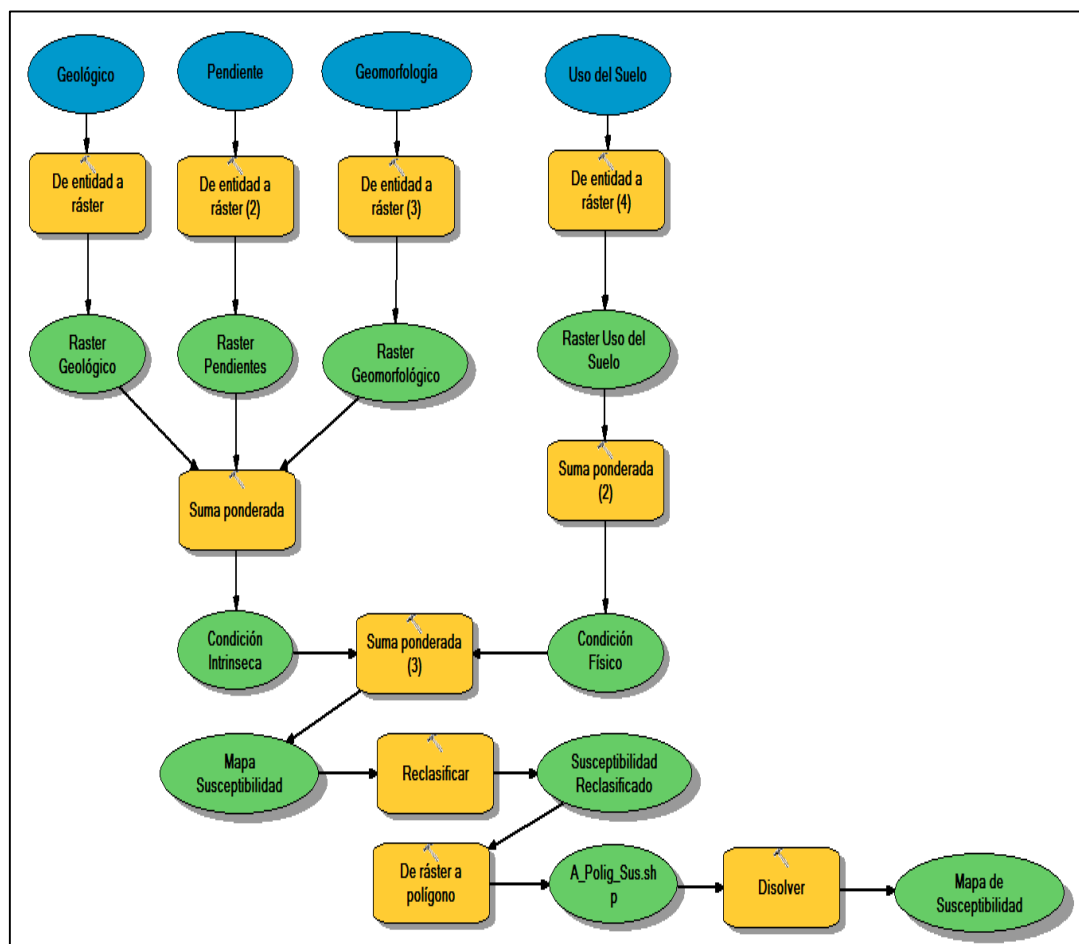 Geológico
Pendiente
Geomorfología
Uso del Suelo
De entidad a
ráster
De entidad a
ráster (2)
De entidad a
ráster (3)
De entidad a
ráster (4)
Raster
Geológico
Raster
Pendientes
Raster
Geomorfológico
Raster Uso del
Suelo
Suma ponderada
Suma ponderada
(2)
Condición
Intrinseca
Suma ponderada
(3)
Condición
Físico
Mapa
Susceptibilidad
Reclasificar
Susceptibilidad
Reclasificado
De ráster a
polígono
A_Polig_Sus.sh
p
Disolver
Mapa de
Susceptibilidad